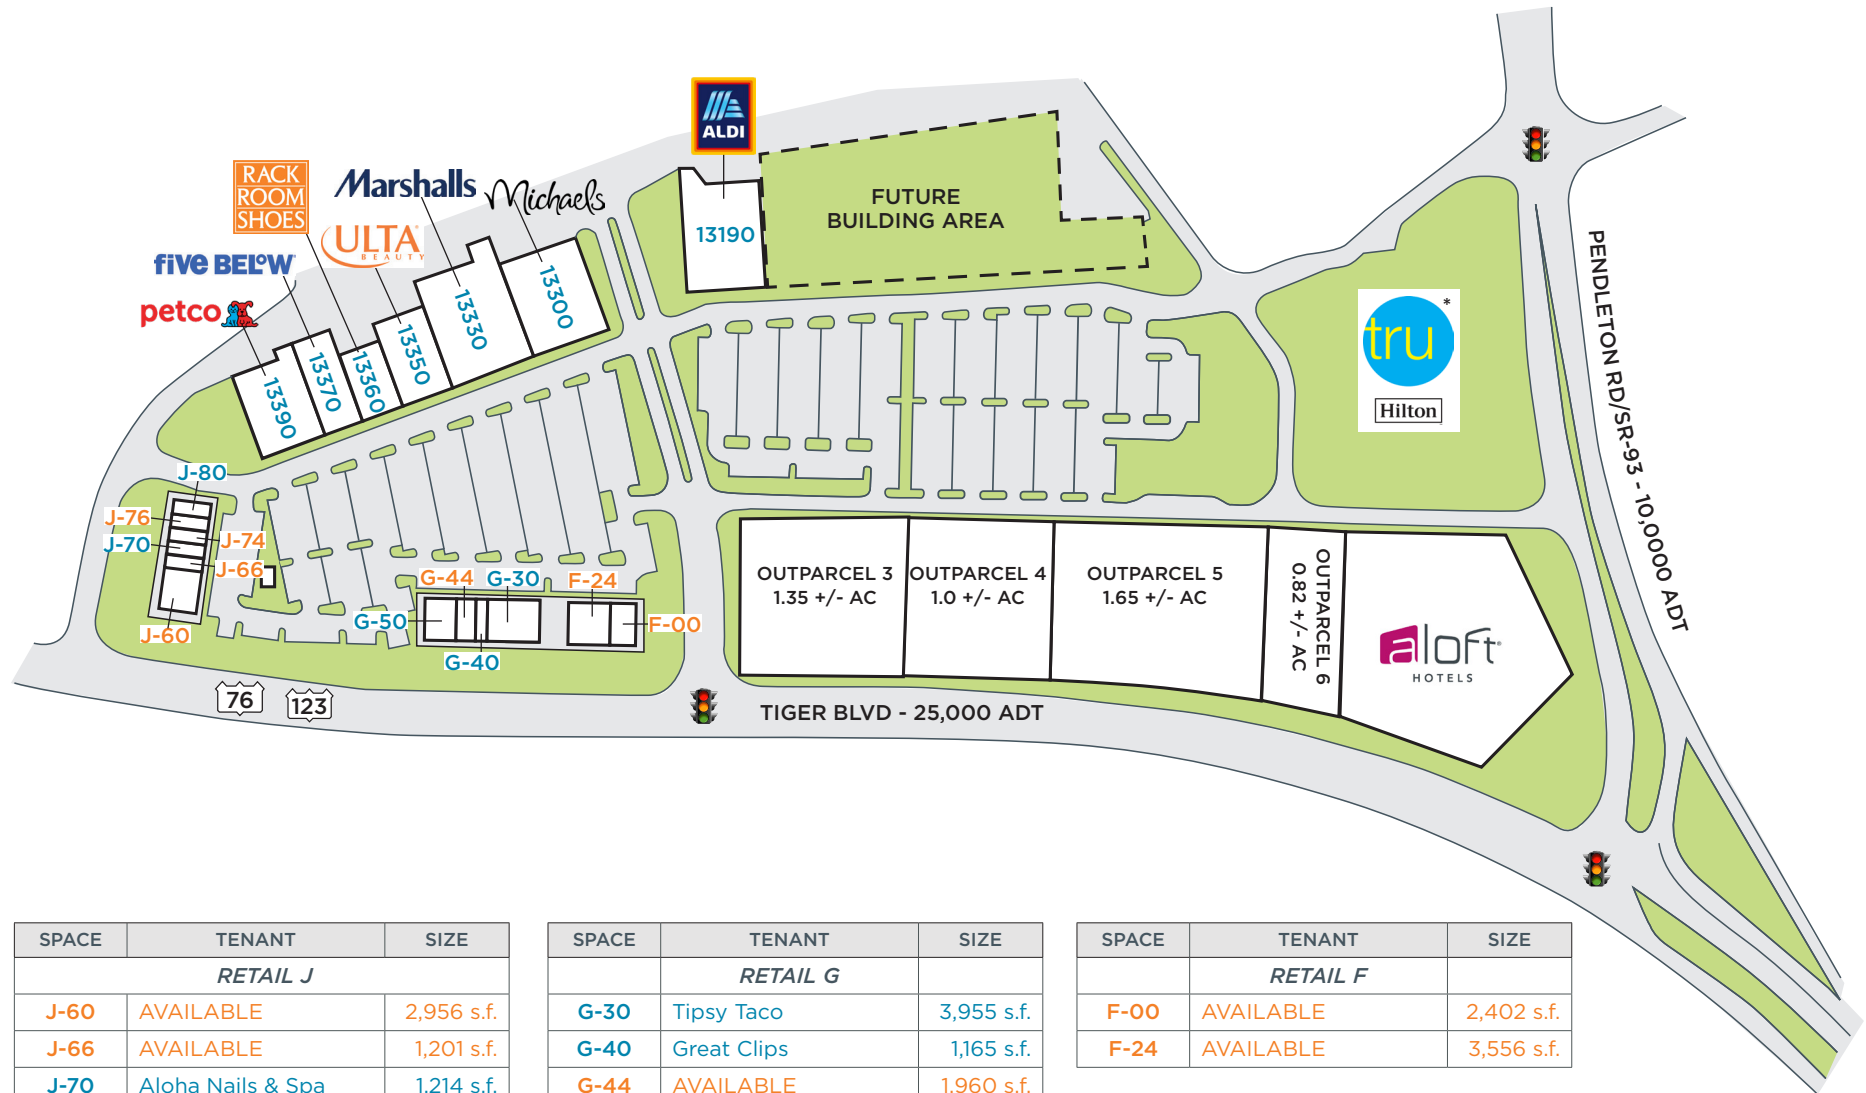 ALDI
RACK
ROOM
SHOES
Marshalls
Michaels
ULTA
BEAUTY
five BELOW
petco
13190
FUTURE
BUILDING AREA
13300
13330
13350
13360
13370
13390
tru
*
Hilton
PENDLETON RD/SR-93 - 10,0000 ADT
J-80
J-76
J-70
J-74
J-66
J-60
G-44
G-30
F-24
G-50
F-00
G-40
OUTPARCEL 3
1.35 +/- AC
OUTPARCEL 4
1.0 +/- AC
OUTPARCEL 5
1.65 +/- AC
OUTPARCEL 6
0.82 +/- AC
aloft
HOTELS
76
123
TIGER BLVD - 25,000 ADT
SPACE TENANT SIZE
RETAIL J
J-60 AVAILABLE 2,956 s.f.
J-66 AVAILABLE 1,201 s.f.
J-70 Aloha Nails & Spa 1,214 s.f.
SPACE TENANT SIZE
RETAIL G
G-30 Tipsy Taco 3,955 s.f.
G-40 Great Clips 1,165 s.f.
G-44 AVAILABLE 1,960 s.f.
SPACE TENANT SIZE
RETAIL F
F-00 AVAILABLE 2,402 s.f.
F-24 AVAILABLE 3,556 s.f.